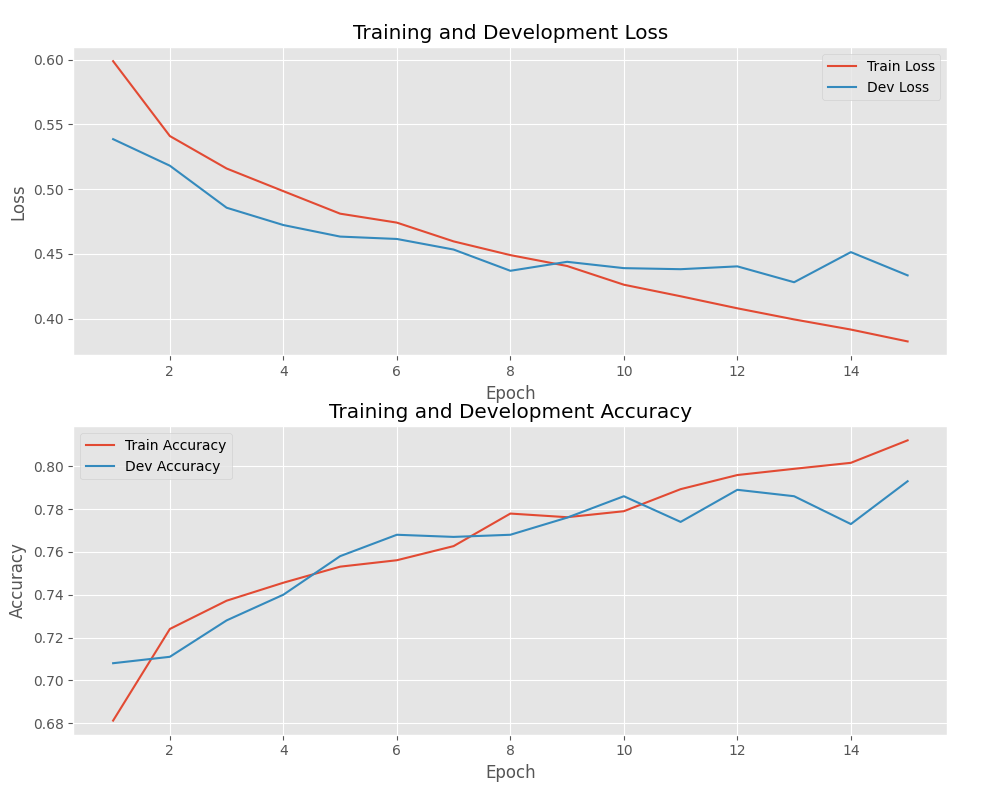 Training and Development Loss
Train Loss
Dev Loss
0.60
0.55
0.50
0.45
0.40
Loss
2 4 6 8 10 12 14
Epoch
Training and Development Accuracy
Train Accuracy
Dev Accuracy
0.80
0.78
0.76
0.74
0.72
0.70
0.68
Accuracy
2 4 6 8 10 12 14
Epoch